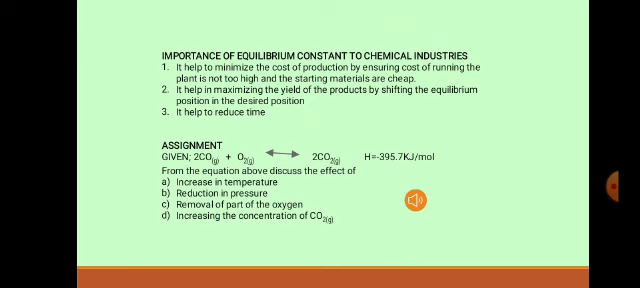 IMPORTANCE OF EQUILIBRIUM CONSTANT TO CHEMICAL INDUSTRIES
1. It help to minimize the cost of production by ensuring cost of running the
plant is not too high and the starting materials are cheap.
2. It help in maximizing the yield of the products by shifting the equilibrium
position in the desired position
3. It help to reduce time
ASSIGNMENT
GIVEN; 2CO(g) + O2(g) ⟷ 2CO2(g) H=-395.7KJ/mol
From the equation above discuss the effect of
a) Increase in temperature
b) Reduction in pressure
c) Removal of part of the oxygen
d) Increasing the concentration of CO2(g)